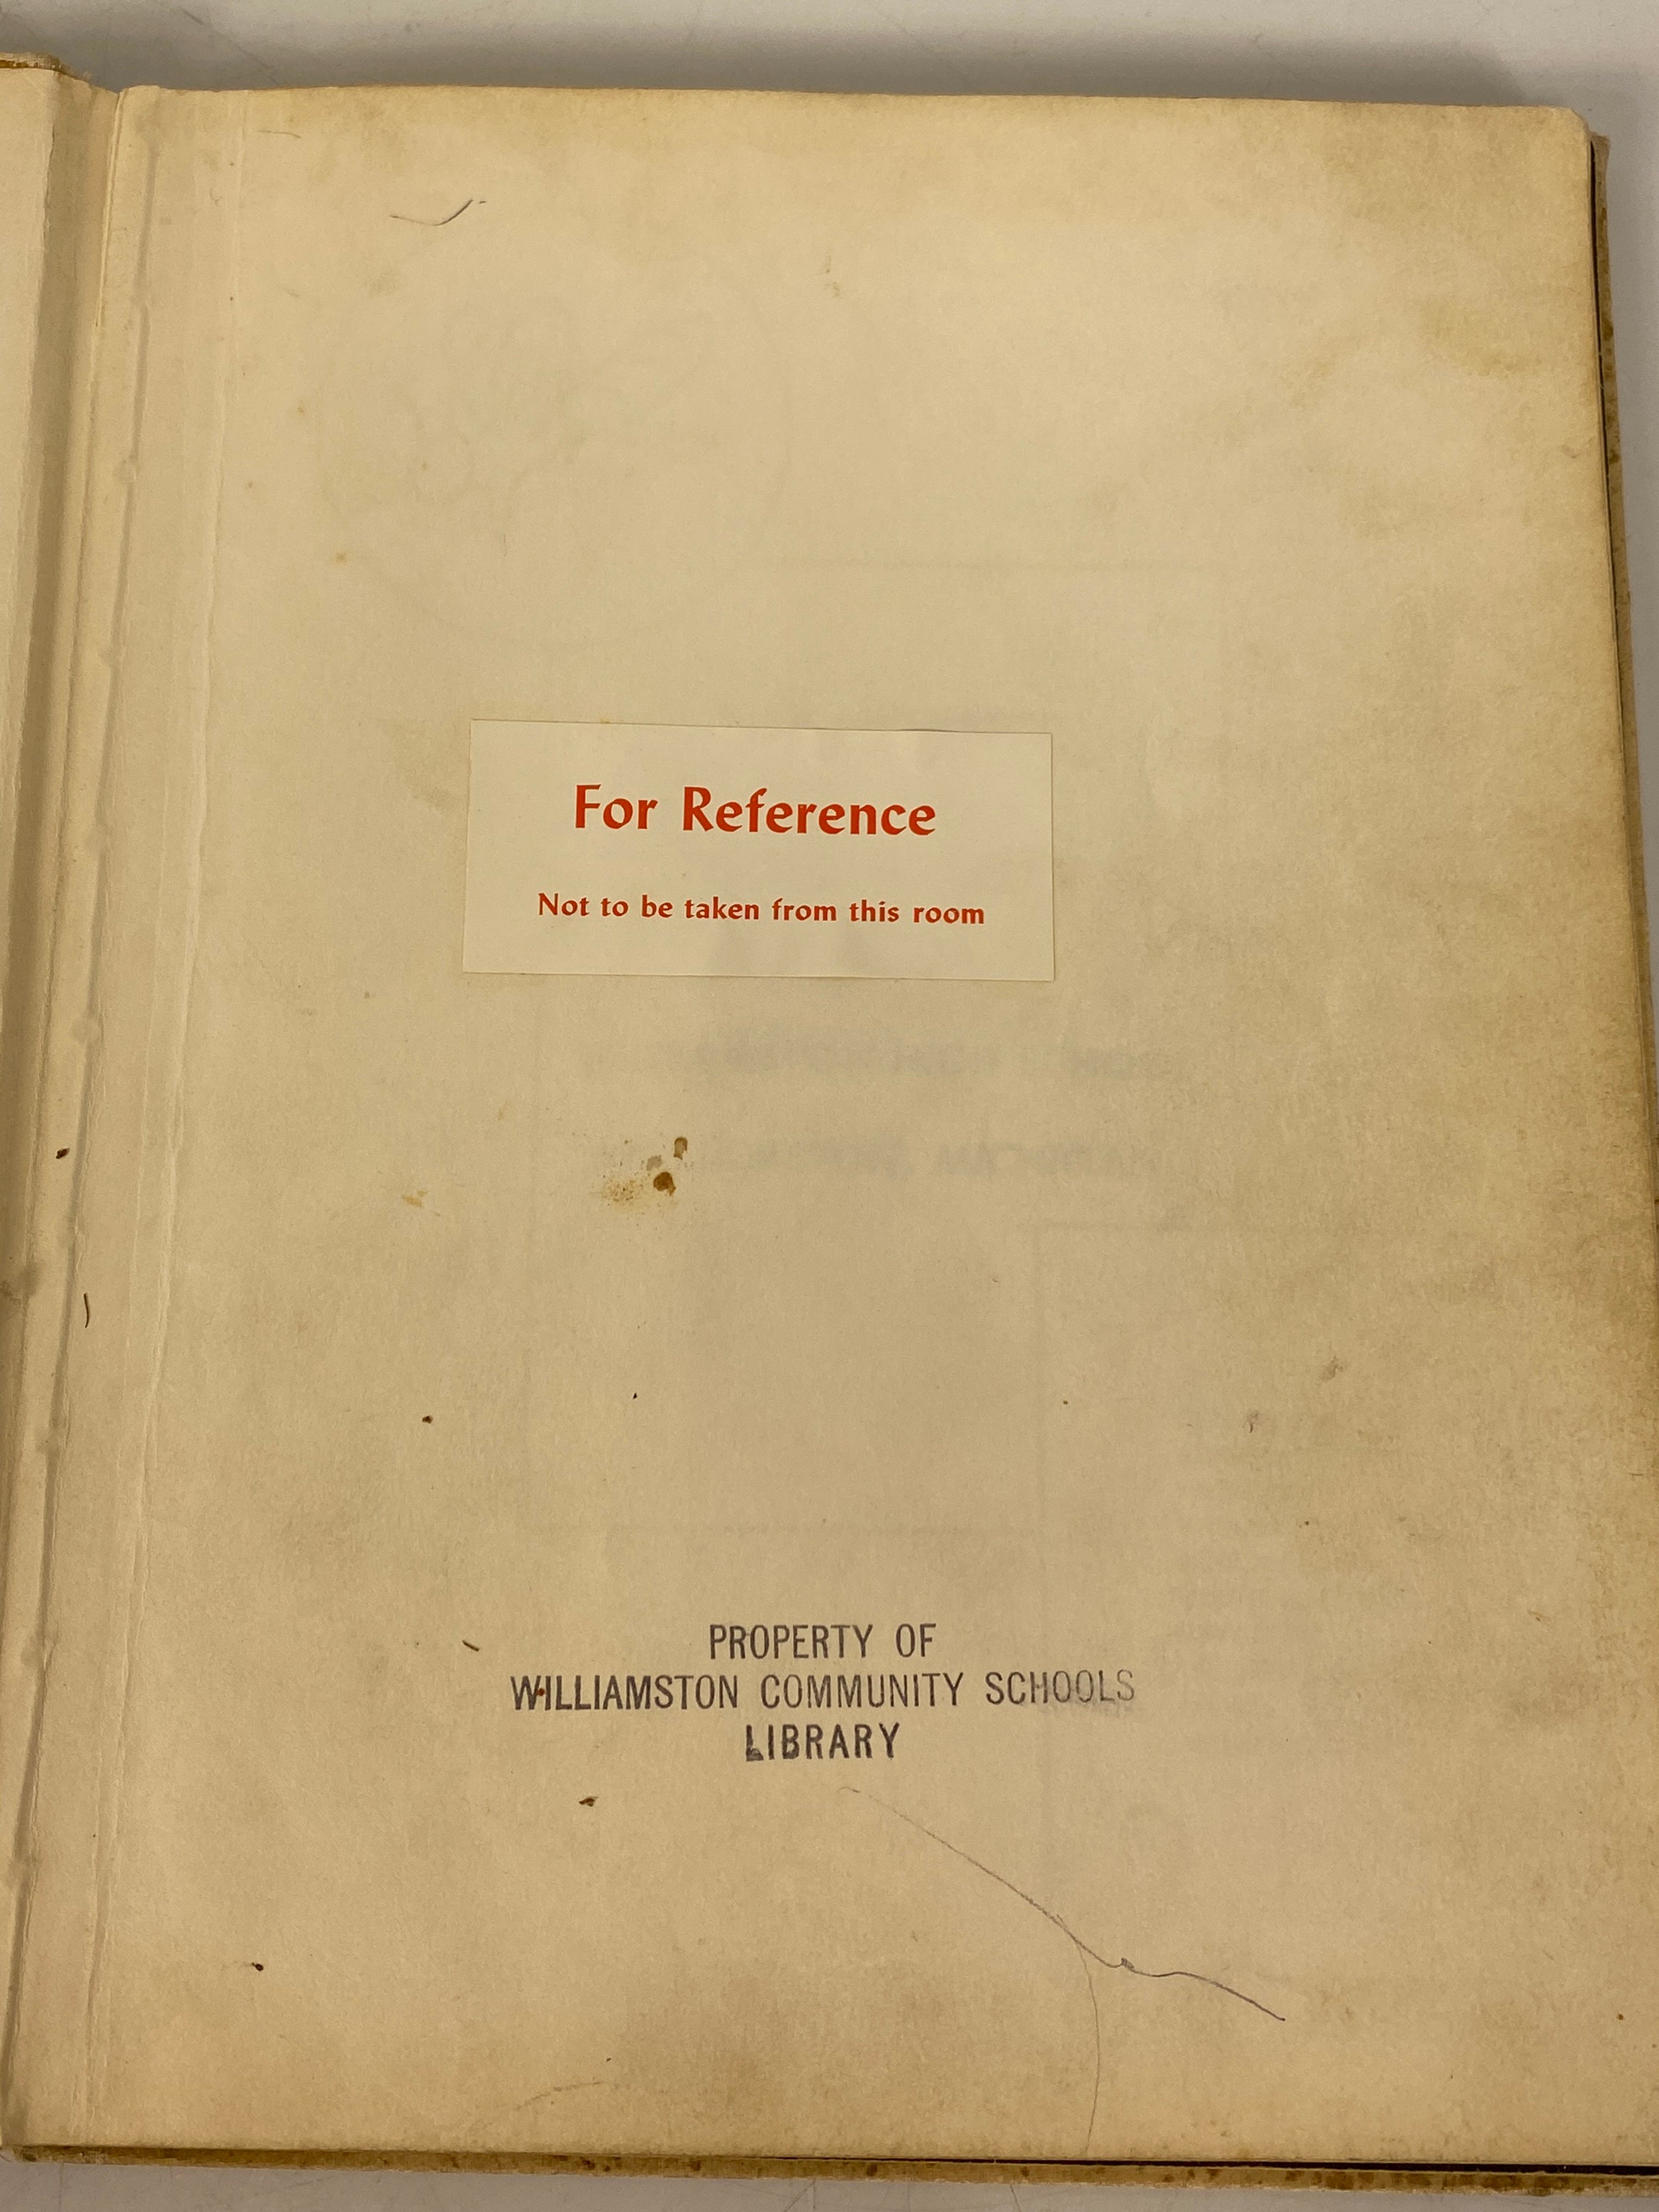 For Reference
Not to be taken from this room
PROPERTY OF
WILLIAMSTON COMMUNITY SCHOOLS
LIBRARY